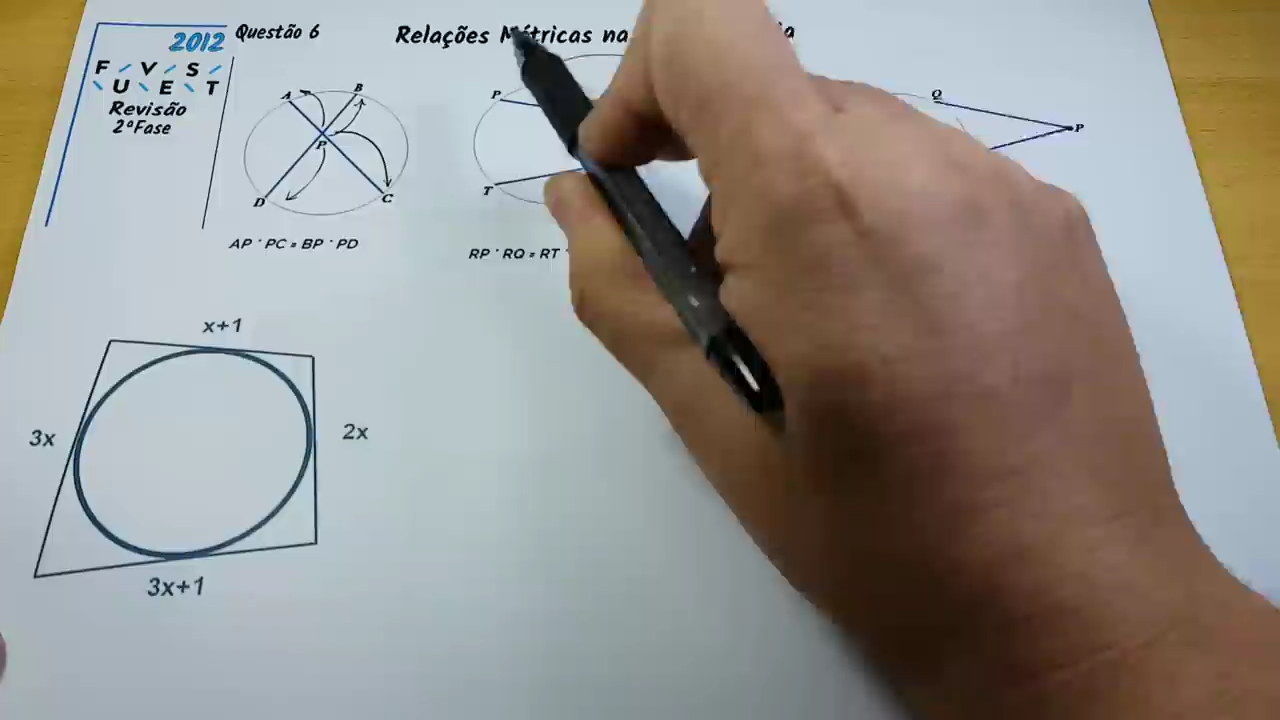 2012
Questão 6
Relações Métricas na
F U V E S T
Revisão
2ª Fase
A
B
P
D
C
AP · PC = BP · PD
P
T
RP · RQ = RT
Q
P
x+1
3x
2x
3x+1